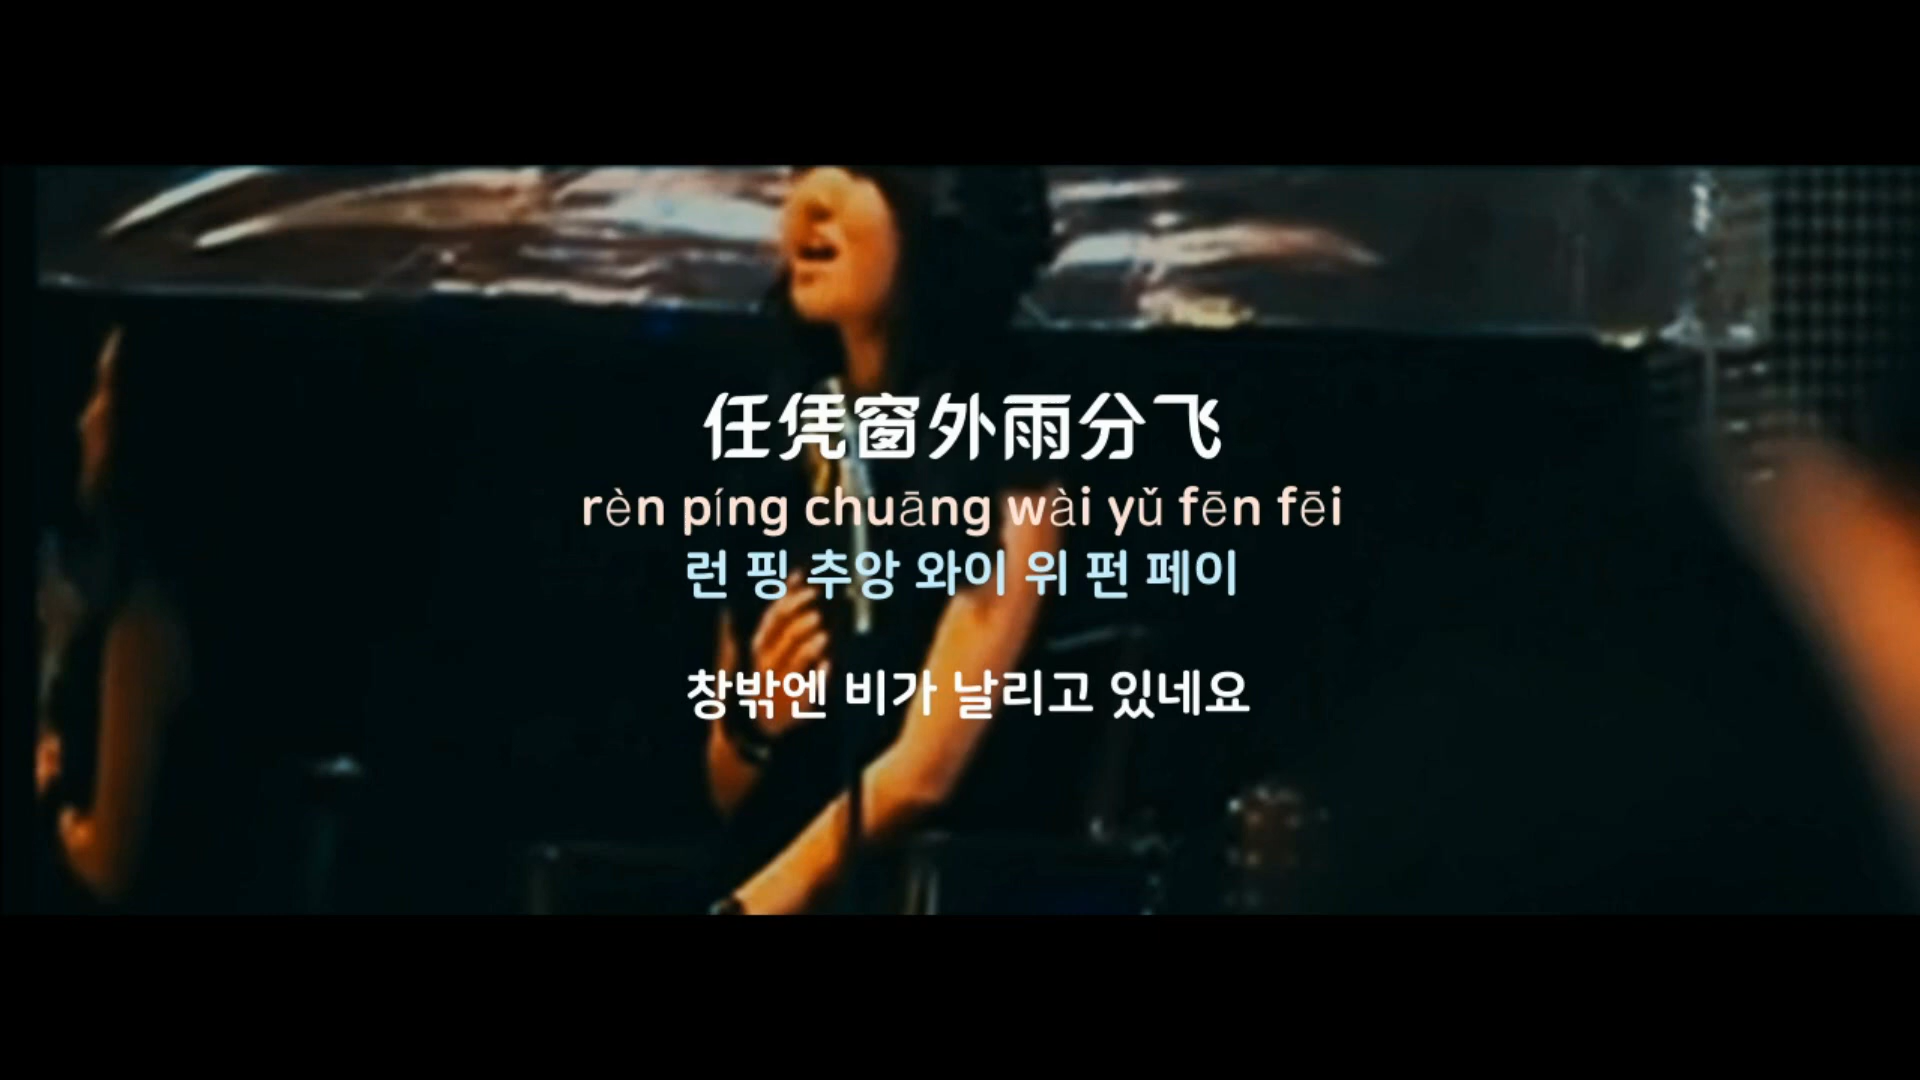 任凭窗外雨分飞
rèn píng chuāng wài yǔ fēn fēi
런 핑 추앙 와이 위 펀 페이
창밖엔 비가 날리고 있네요